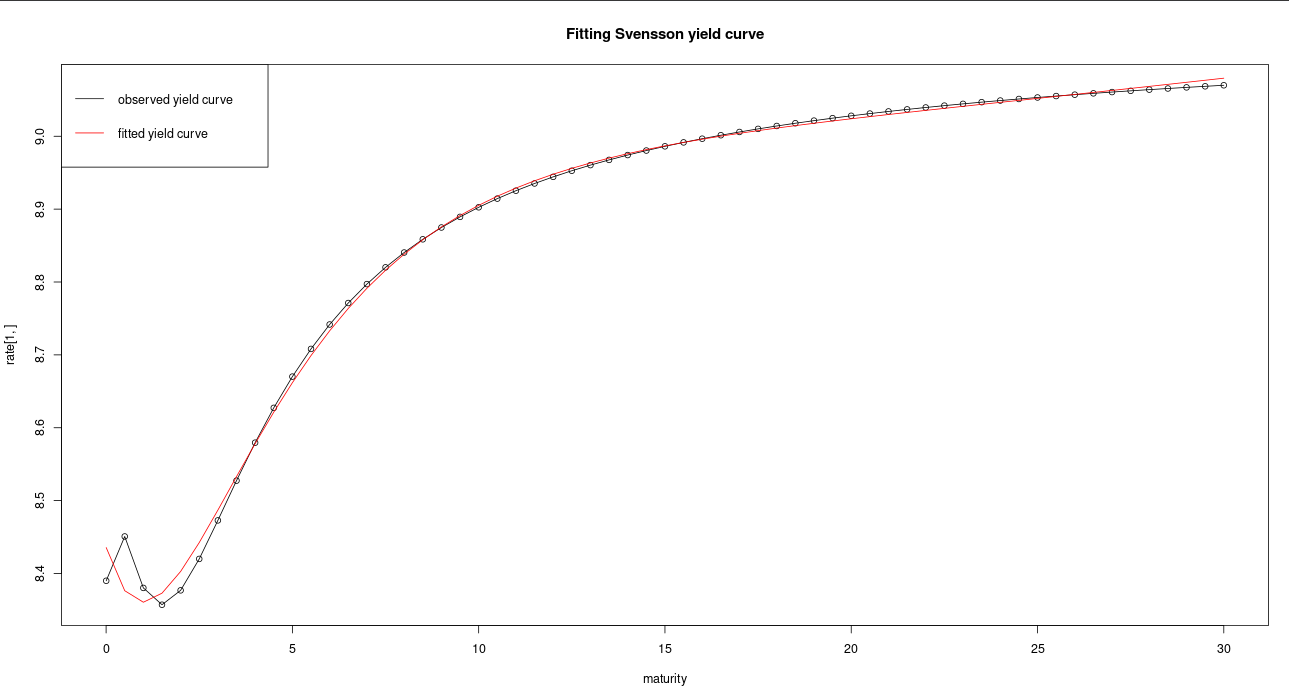 Fitting Svensson yield curve
observed yield curve
fitted yield curve
rate[1, ]
9.0
8.9
8.8
8.7
8.6
8.5
8.4
0 5 10 15 20 25 30
maturity